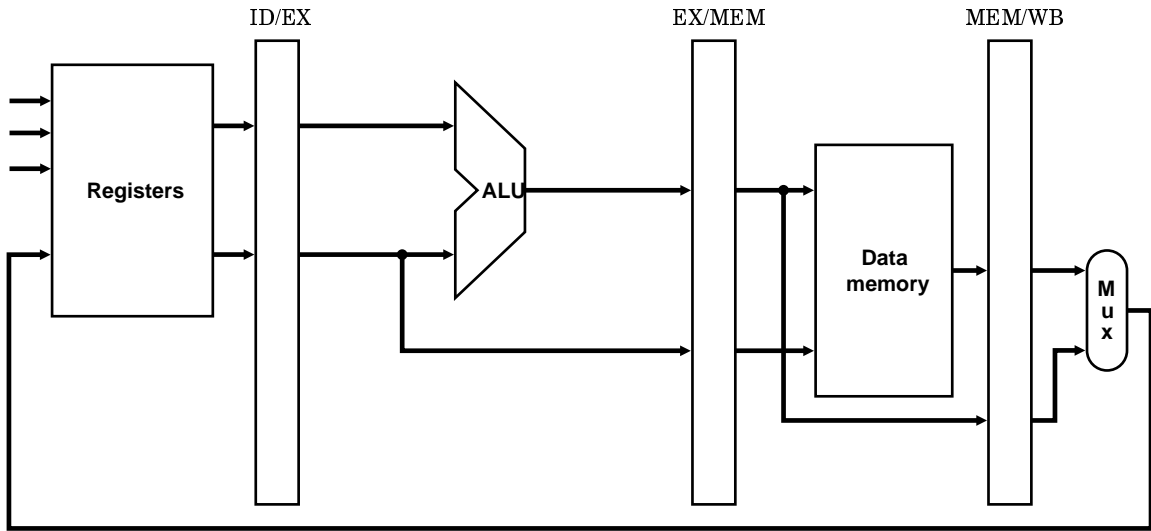 ID/EX
EX/MEM
MEM/WB
Registers
ALU
Data
memory
M
u
x